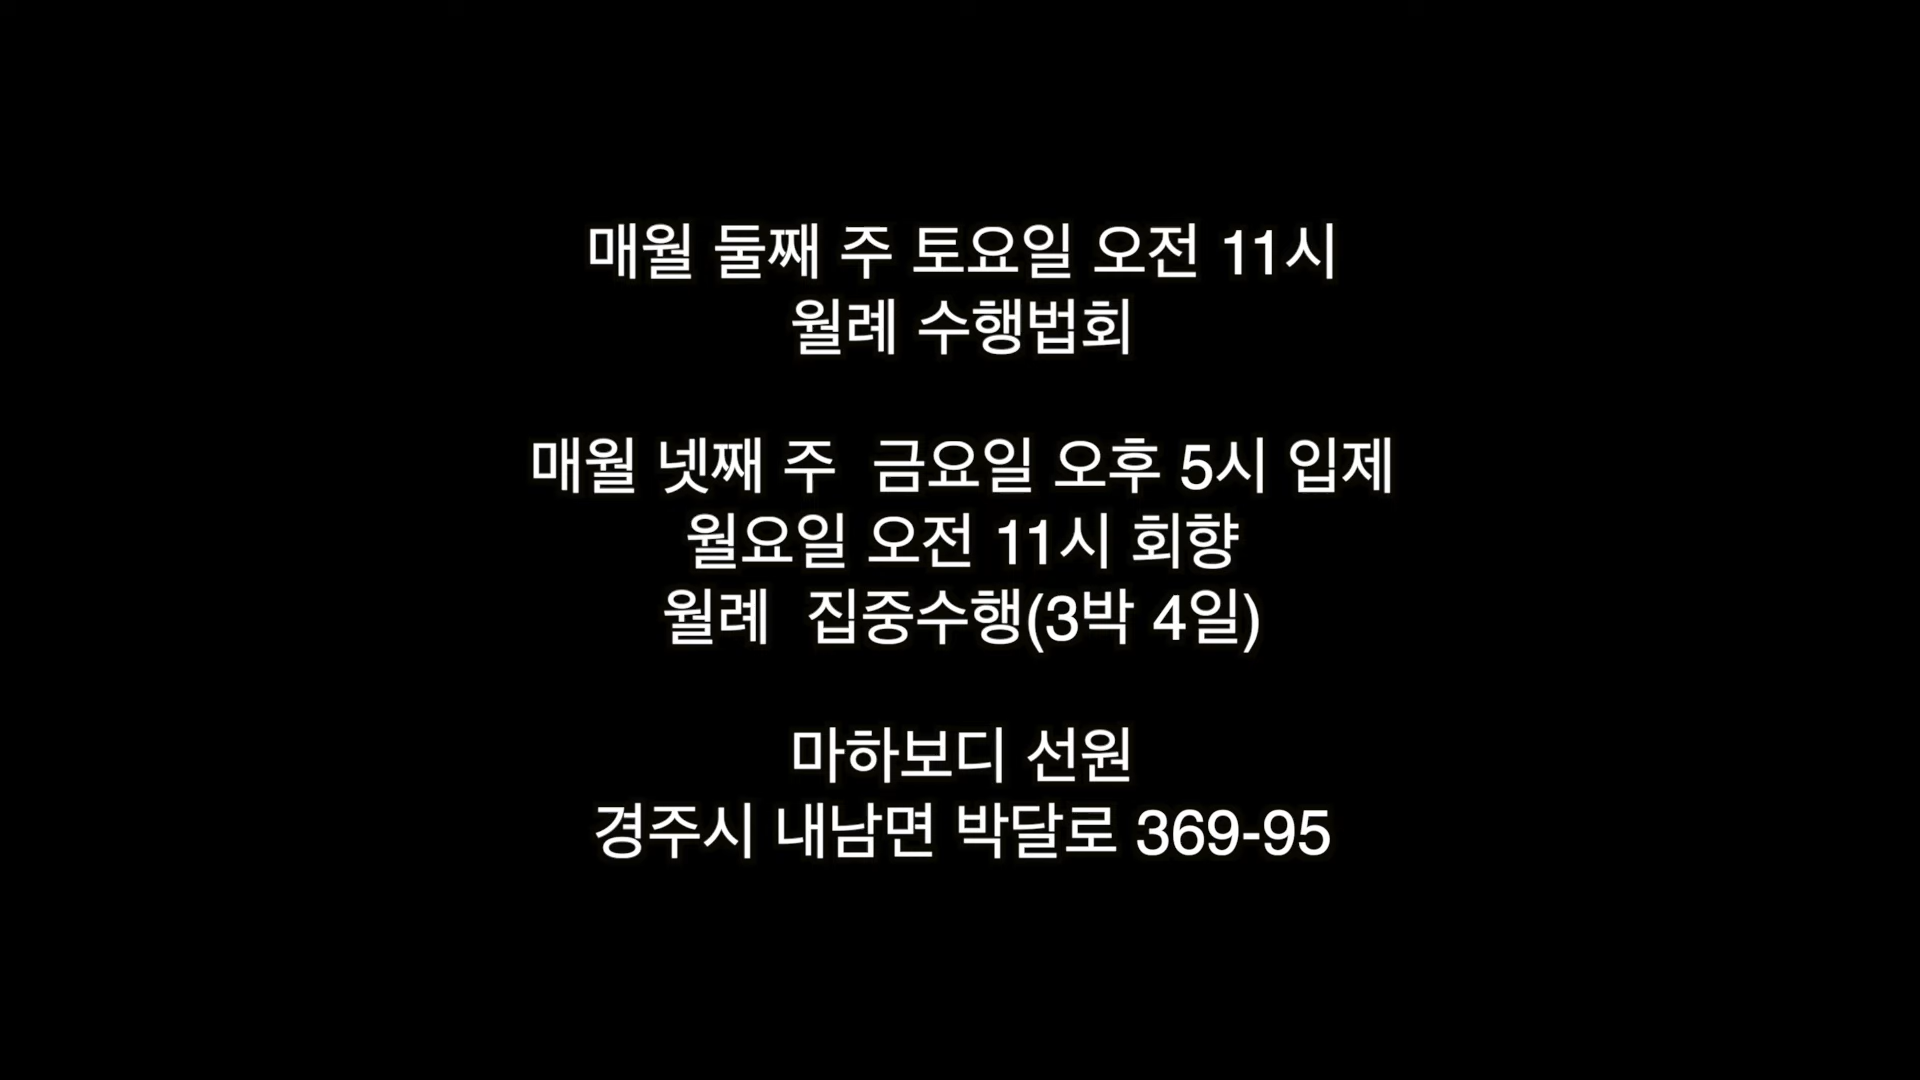 매월 둘째 주 토요일 오전 11시
월례 수행법회
매월 넷째 주  금요일 오후 5시 입제
월요일 오전 11시 회향
월례  집중수행(3박 4일)
마하보디 선원
경주시 내남면 박달로 369-95